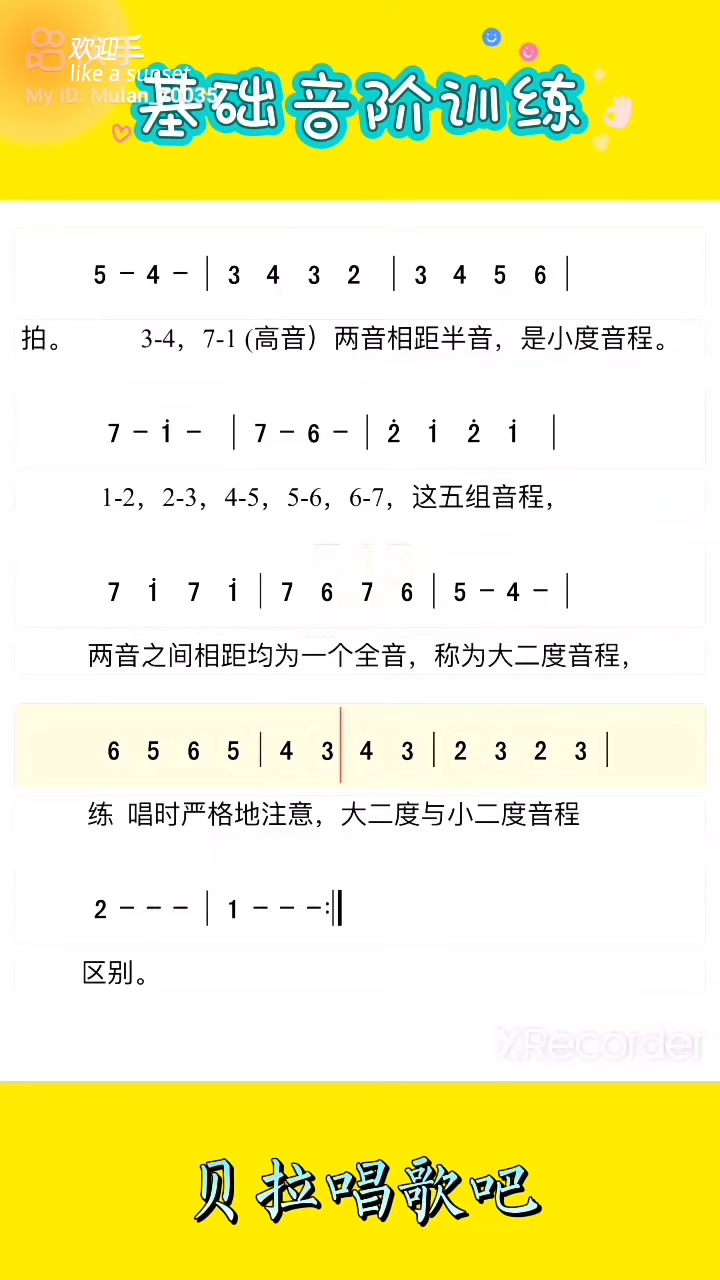 欢迎
like a sunset
My ID: Mulan_70035
基础音阶训练
5 - 4 - | 3 4 3 2 | 3 4 5 6 |
拍。 3-4，7-1 (高音）两音相距半音，是小度音程。
7 - i̇ - | 7 - 6 - | 2̇ i̇ 2̇ i̇ |
1-2，2-3，4-5，5-6，6-7，这五组音程，
7 i̇ 7 i̇ | 7 6 7 6 | 5 - 4 - |
两音之间相距均为一个全音，称为大二度音程，
6 5 6 5 | 4 3 4 3 | 2 3 2 3 |
练 唱时严格地注意，大二度与小二度音程
2 - - - | 1 - - - :‖
区别。
XRecorder
贝拉唱歌吧